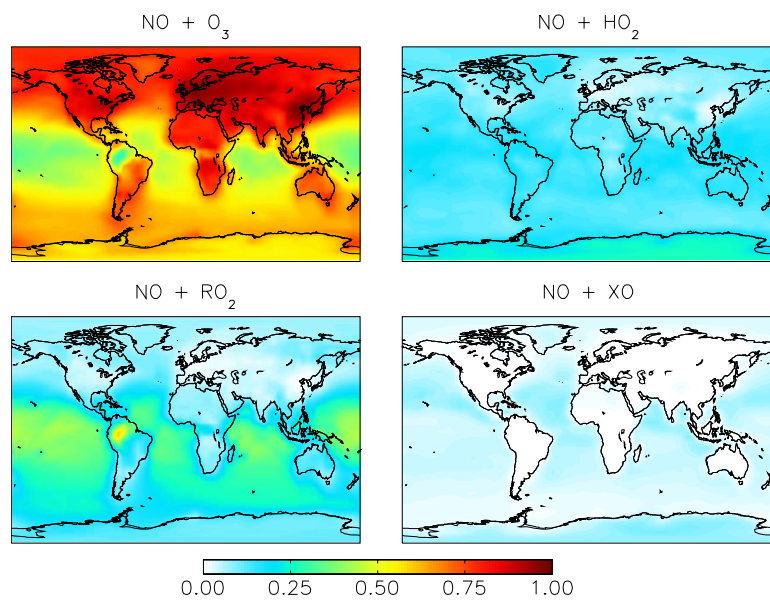 NO + O₃
NO + HO₂
NO + RO₂
NO + XO
0.00 0.25 0.50 0.75 1.00